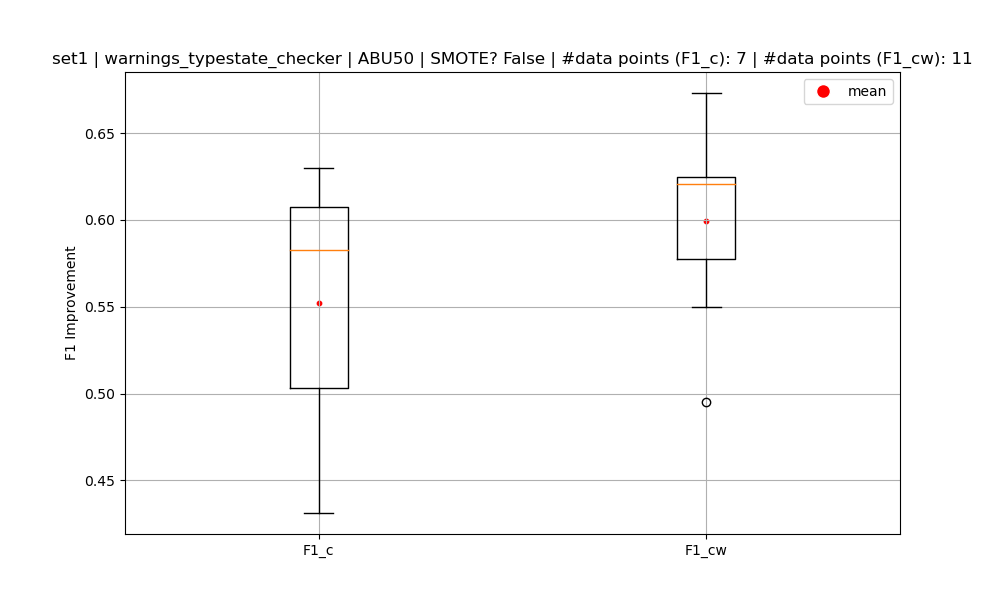 set1 | warnings_typestate_checker | ABU50 | SMOTE? False | #data points (F1_c): 7 | #data points (F1_cw): 11
mean
0.65
0.60
0.55
0.50
0.45
F1 Improvement
F1_c
F1_cw